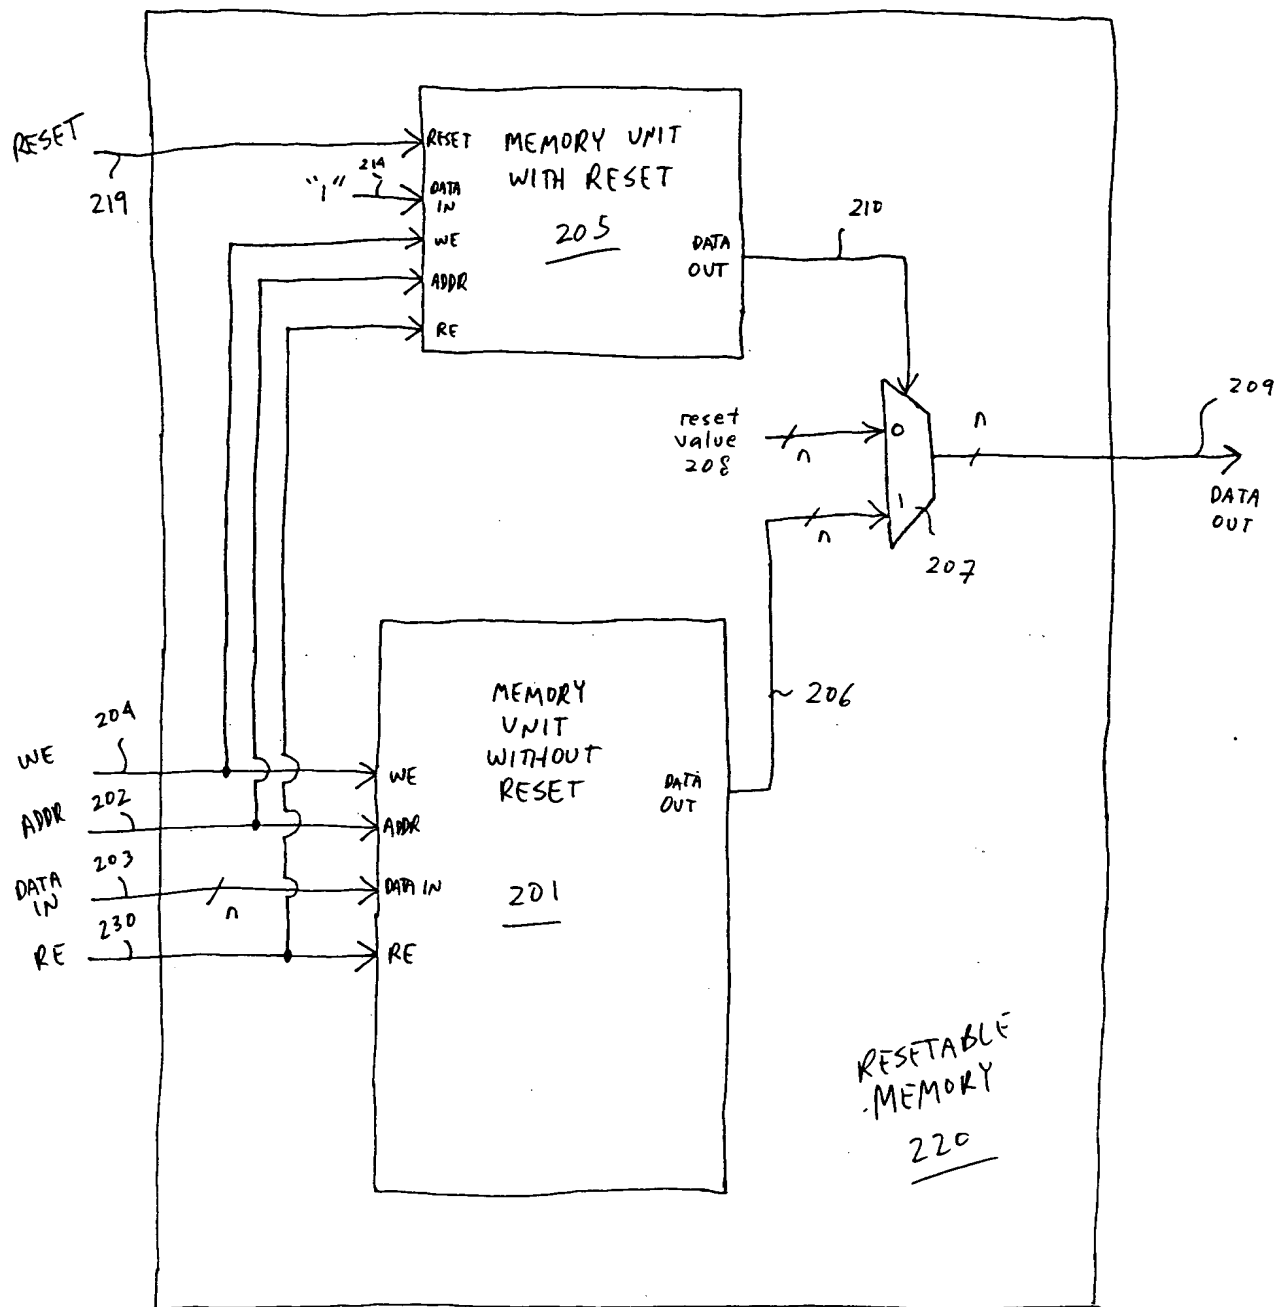 RESET
219
RESET
MEMORY UNIT
WITH RESET
205
"1"
214
DATA
IN
WE
ADDR
RE
DATA
OUT
210
reset
value
208
n
0
1
n
n
207
209
DATA
OUT
206
MEMORY
UNIT
WITHOUT
RESET
201
WE
204
WE
ADDR
202
ADDR
DATA
IN
203
n
DATA IN
RE
230
RE
DATA
OUT
RESETABLE
MEMORY
220